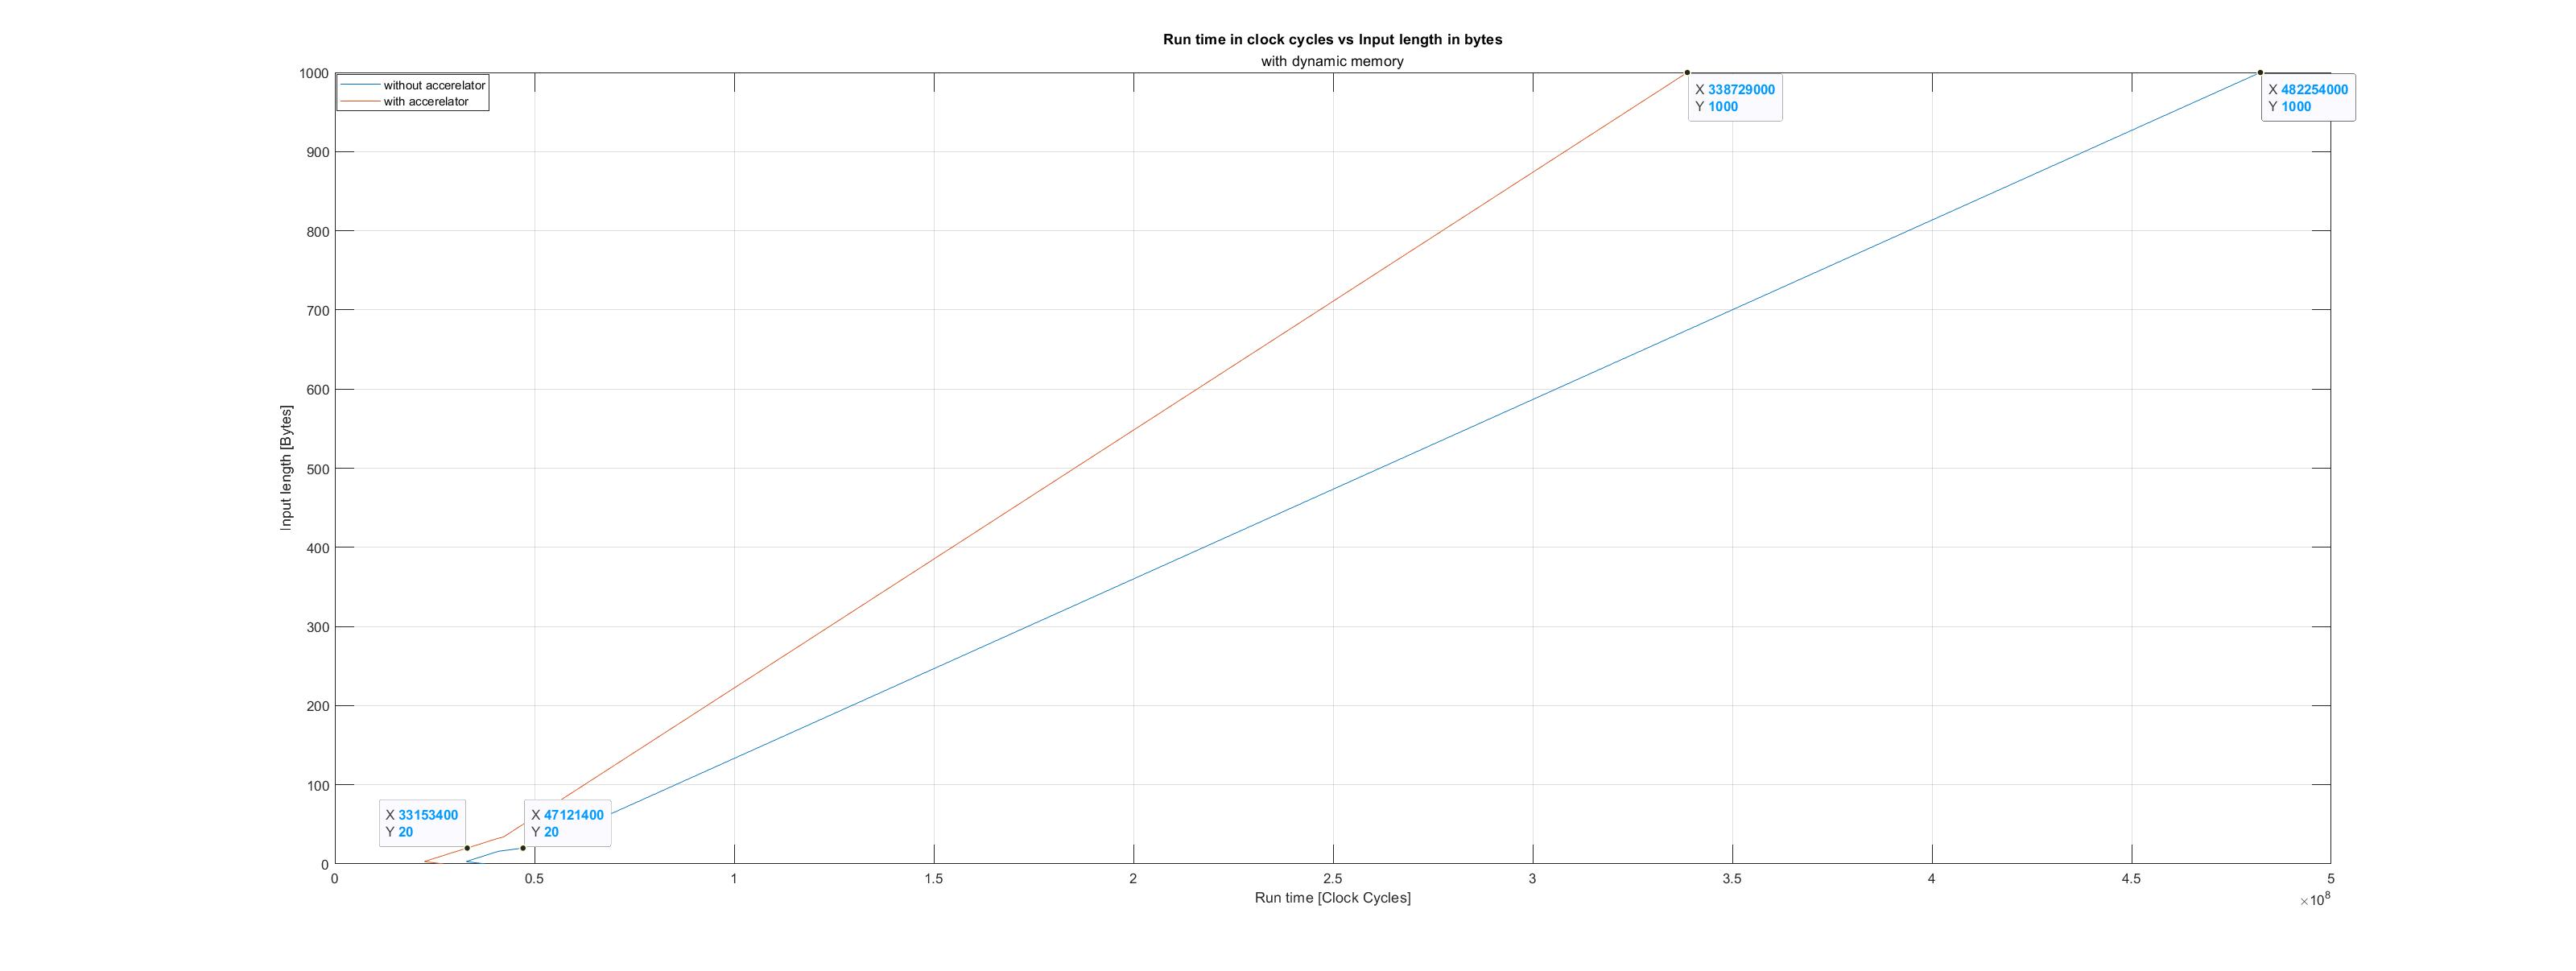 Run time in clock cycles vs Input length in bytes
with dynamic memory
without accerelator
with accerelator
X 338729000
Y 1000
X 482254000
Y 1000
X 33153400
Y 20
X 47121400
Y 20
1000
900
800
700
600
500
400
300
200
100
0
Input length [Bytes]
0 0.5 1 1.5 2 2.5 3 3.5 4 4.5 5
×10⁸
Run time [Clock Cycles]